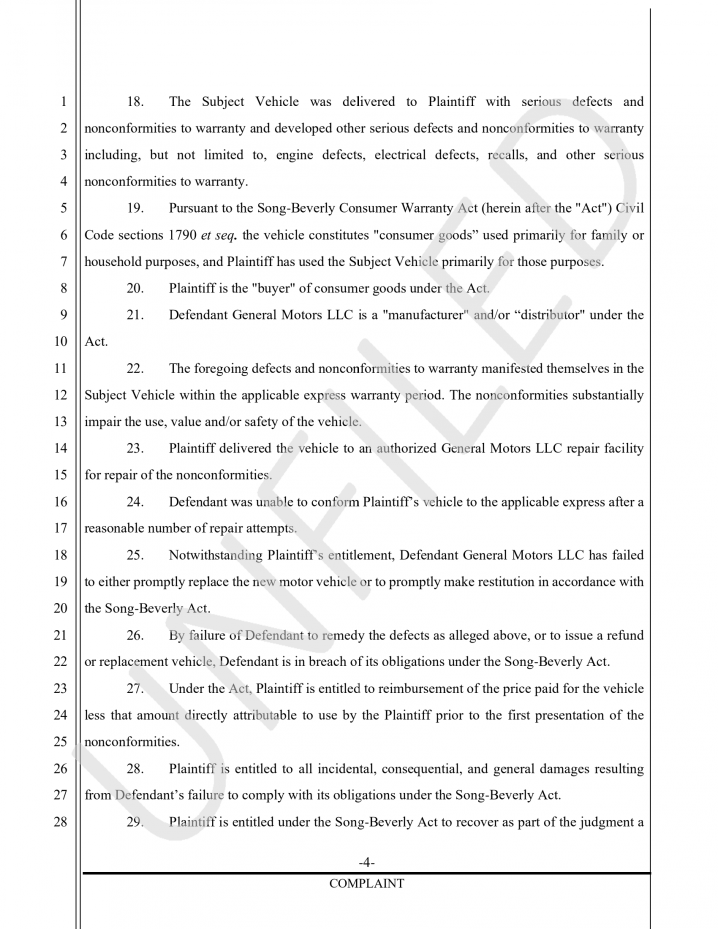 1 18. The Subject Vehicle was delivered to Plaintiff with serious defects and
2 nonconformities to warranty and developed other serious defects and nonconformities to warranty
3 including, but not limited to, engine defects, electrical defects, recalls, and other serious
4 nonconformities to warranty.
5 19. Pursuant to the Song-Beverly Consumer Warranty Act (herein after the "Act") Civil
6 Code sections 1790 et seq. the vehicle constitutes "consumer goods” used primarily for family or
7 household purposes, and Plaintiff has used the Subject Vehicle primarily for those purposes.
8 20. Plaintiff is the "buyer" of consumer goods under the Act.
9 21. Defendant General Motors LLC is a "manufacturer" and/or “distributor" under the
10 Act.
11 22. The foregoing defects and nonconformities to warranty manifested themselves in the
12 Subject Vehicle within the applicable express warranty period. The nonconformities substantially
13 impair the use, value and/or safety of the vehicle.
14 23. Plaintiff delivered the vehicle to an authorized General Motors LLC repair facility
15 for repair of the nonconformities.
16 24. Defendant was unable to conform Plaintiff’s vehicle to the applicable express after a
17 reasonable number of repair attempts.
18 25. Notwithstanding Plaintiff’s entitlement, Defendant General Motors LLC has failed
19 to either promptly replace the new motor vehicle or to promptly make restitution in accordance with
20 the Song-Beverly Act.
21 26. By failure of Defendant to remedy the defects as alleged above, or to issue a refund
22 or replacement vehicle, Defendant is in breach of its obligations under the Song-Beverly Act.
23 27. Under the Act, Plaintiff is entitled to reimbursement of the price paid for the vehicle
24 less that amount directly attributable to use by the Plaintiff prior to the first presentation of the
25 nonconformities.
26 28. Plaintiff is entitled to all incidental, consequential, and general damages resulting
27 from Defendant’s failure to comply with its obligations under the Song-Beverly Act.
28 29. Plaintiff is entitled under the Song-Beverly Act to recover as part of the judgment a
-4-
COMPLAINT
UNFILED